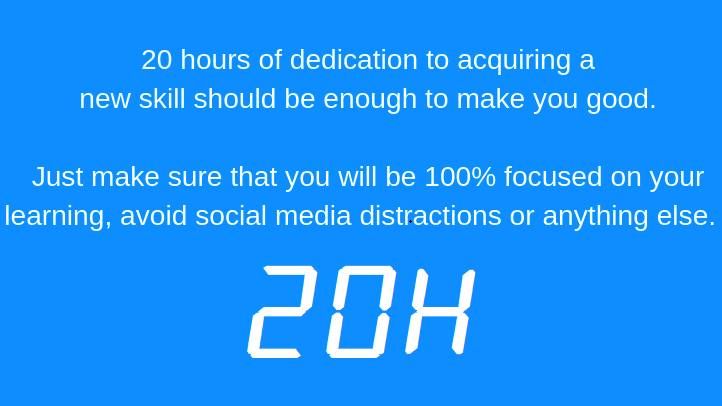 20 hours of dedication to acquiring a
new skill should be enough to make you good.
Just make sure that you will be 100% focused on your
learning, avoid social media distractions or anything else.
20H